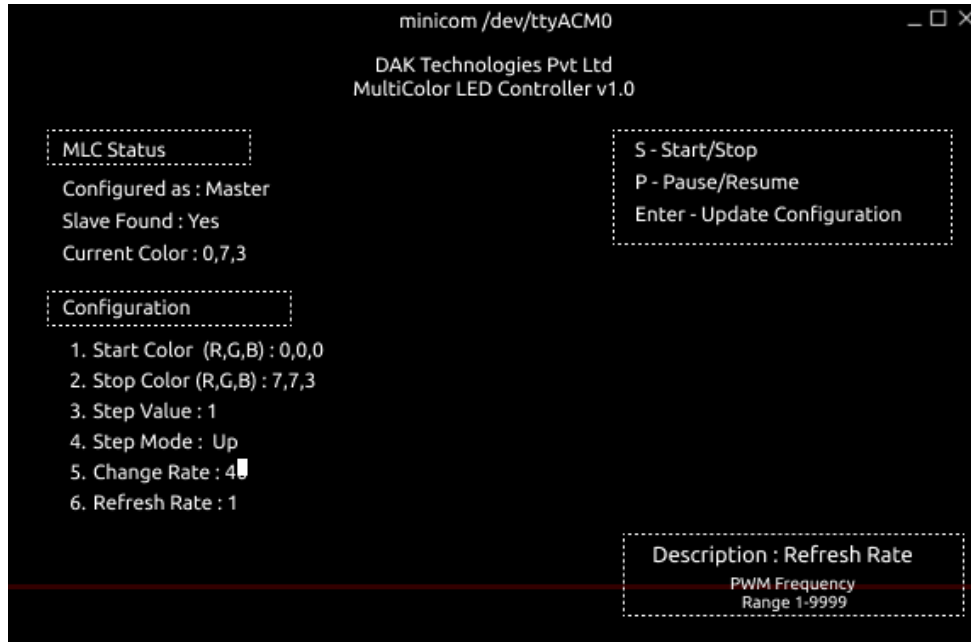 minicom /dev/ttyACM0
DAK Technologies Pvt Ltd
MultiColor LED Controller v1.0
MLC Status
Configured as : Master
Slave Found : Yes
Current Color : 0,7,3
S - Start/Stop
P - Pause/Resume
Enter - Update Configuration
Configuration
1. Start Color (R,G,B) : 0,0,0
2. Stop Color (R,G,B) : 7,7,3
3. Step Value : 1
4. Step Mode : Up
5. Change Rate :
6. Refresh Rate : 1
Description : Refresh Rate
PWM Frequency
Range 1-9999